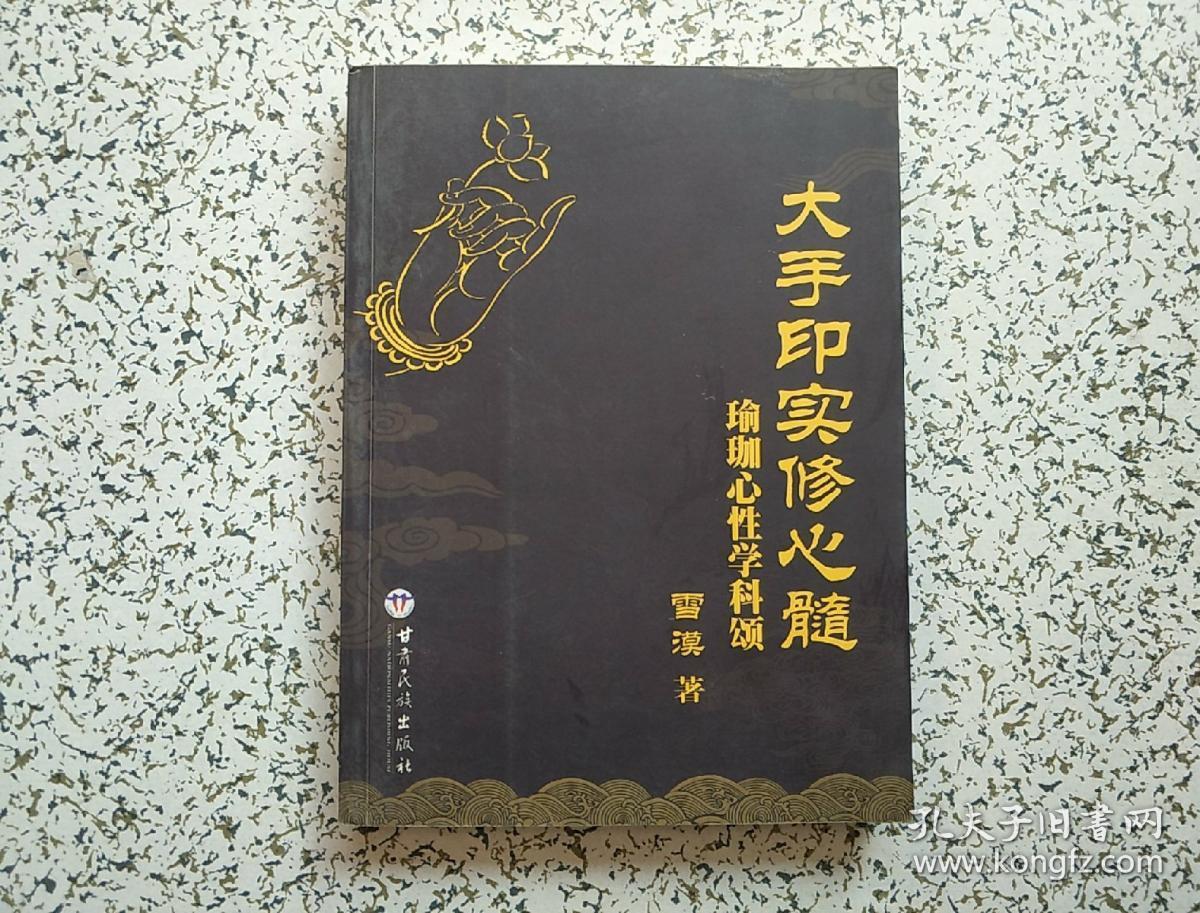 大手印实修心髓
瑜珈心性学科颂
雪漠 著
甘肃民族出版社
孔夫子旧書网
www.kongfz.com